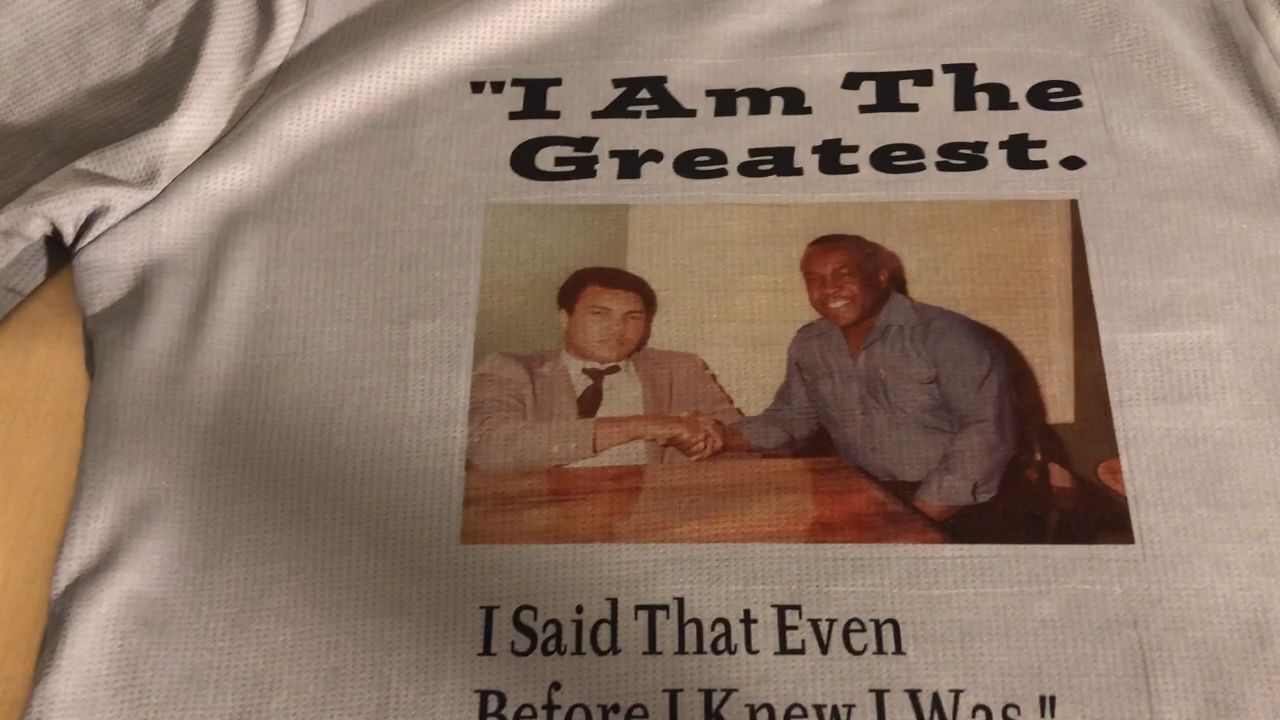 "I Am The
Greatest.
I Said That Even
Before I Knew I Was."